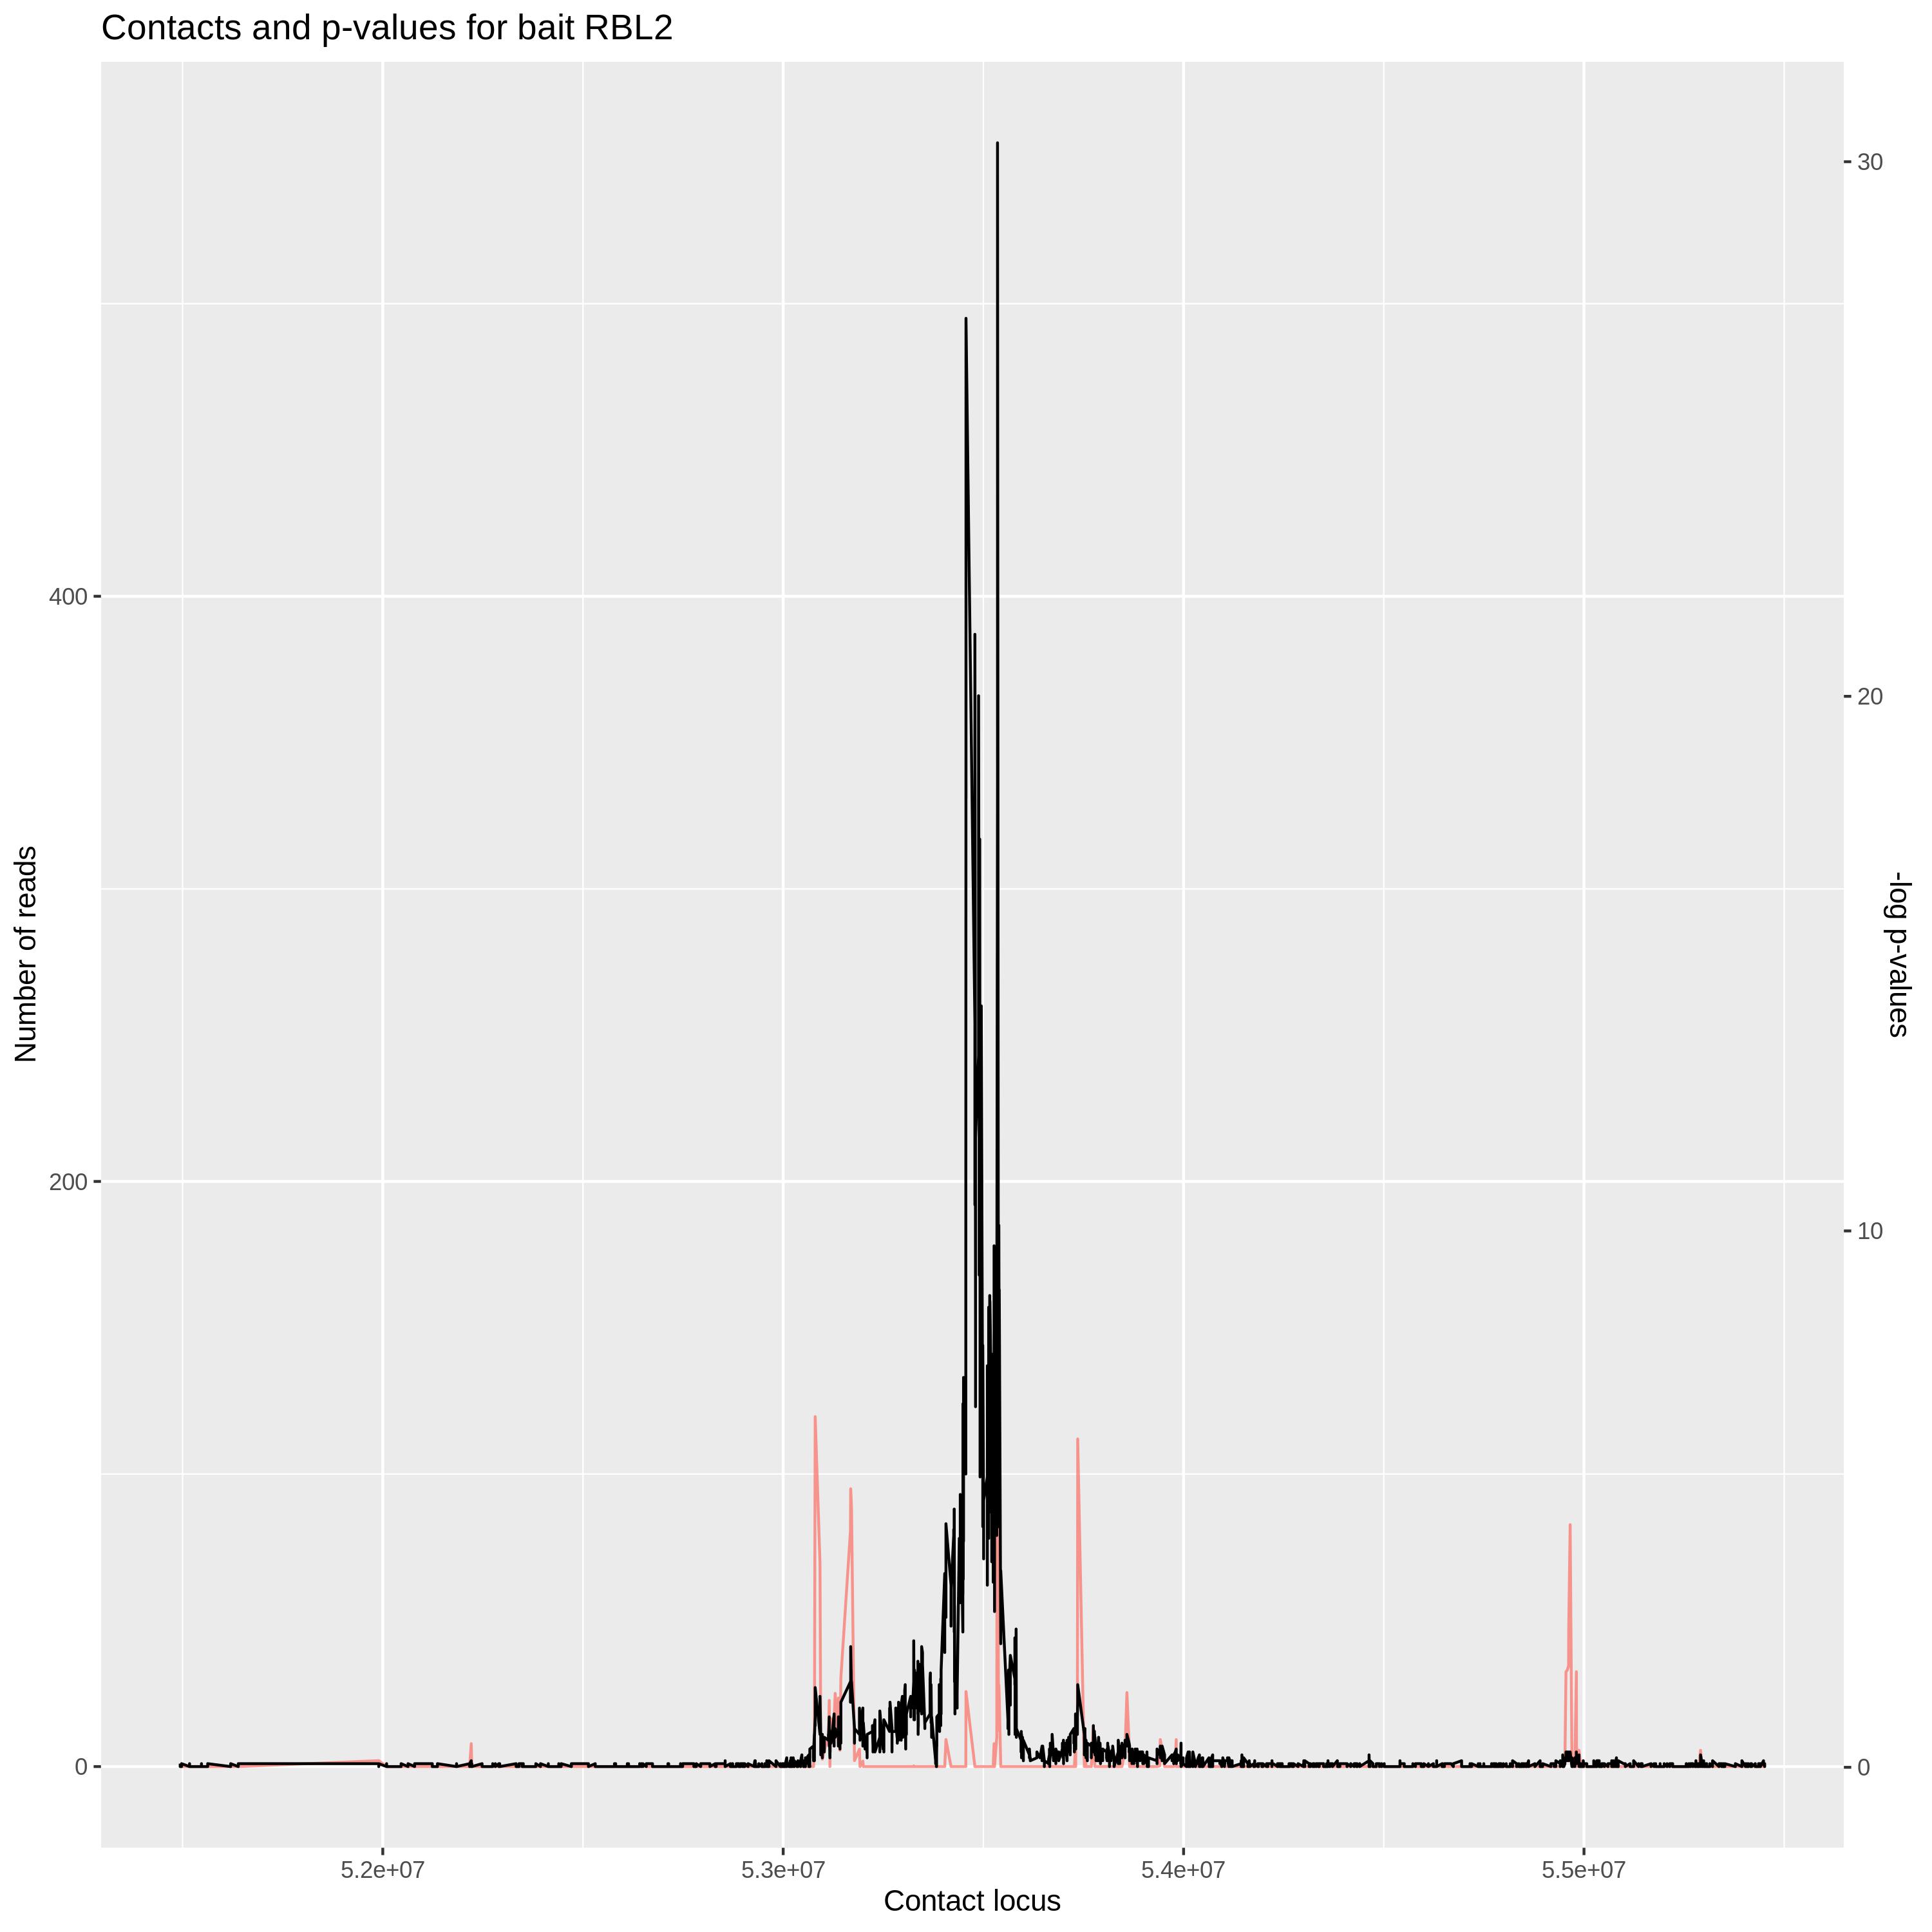 Contacts and p-values for bait RBL2
30
400
20
Number of reads
-log p-values
200
10
0
0
5.2e+07
5.3e+07
5.4e+07
5.5e+07
Contact locus